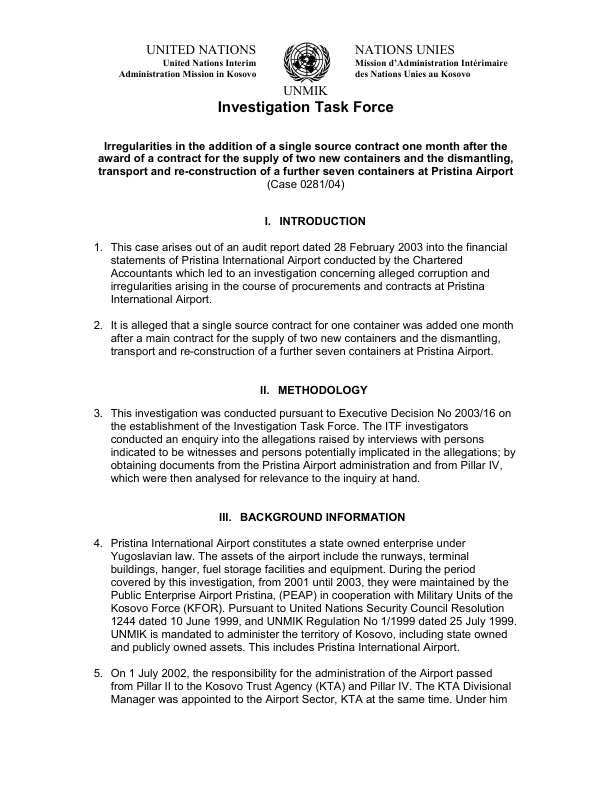 UNITED NATIONS
United Nations Interim
Administration Mission in Kosovo
NATIONS UNIES
Mission d'Administration Intérimaire
des Nations Unies au Kosovo
UNMIK
Investigation Task Force
Irregularities in the addition of a single source contract one month after the
award of a contract for the supply of two new containers and the dismantling,
transport and re-construction of a further seven containers at Pristina Airport
(Case 0281/04)
I. INTRODUCTION
1. This case arises out of an audit report dated 28 February 2003 into the financial
statements of Pristina International Airport conducted by the Chartered
Accountants which led to an investigation concerning alleged corruption and
irregularities arising in the course of procurements and contracts at Pristina
International Airport.
2. It is alleged that a single source contract for one container was added one month
after a main contract for the supply of two new containers and the dismantling,
transport and re-construction of a further seven containers at Pristina Airport.
II. METHODOLOGY
3. This investigation was conducted pursuant to Executive Decision No 2003/16 on
the establishment of the Investigation Task Force. The ITF investigators
conducted an enquiry into the allegations raised by interviews with persons
indicated to be witnesses and persons potentially implicated in the allegations; by
obtaining documents from the Pristina Airport administration and from Pillar IV,
which were then analysed for relevance to the inquiry at hand.
III. BACKGROUND INFORMATION
4. Pristina International Airport constitutes a state owned enterprise under
Yugoslavian law. The assets of the airport include the runways, terminal
buildings, hanger, fuel storage facilities and equipment. During the period
covered by this investigation, from 2001 until 2003, they were maintained by the
Public Enterprise Airport Pristina, (PEAP) in cooperation with Military Units of the
Kosovo Force (KFOR). Pursuant to United Nations Security Council Resolution
1244 dated 10 June 1999, and UNMIK Regulation No 1/1999 dated 25 July 1999.
UNMIK is mandated to administer the territory of Kosovo, including state owned
and publicly owned assets. This includes Pristina International Airport.
5. On 1 July 2002, the responsibility for the administration of the Airport passed
from Pillar II to the Kosovo Trust Agency (KTA) and Pillar IV. The KTA Divisional
Manager was appointed to the Airport Sector, KTA at the same time. Under him